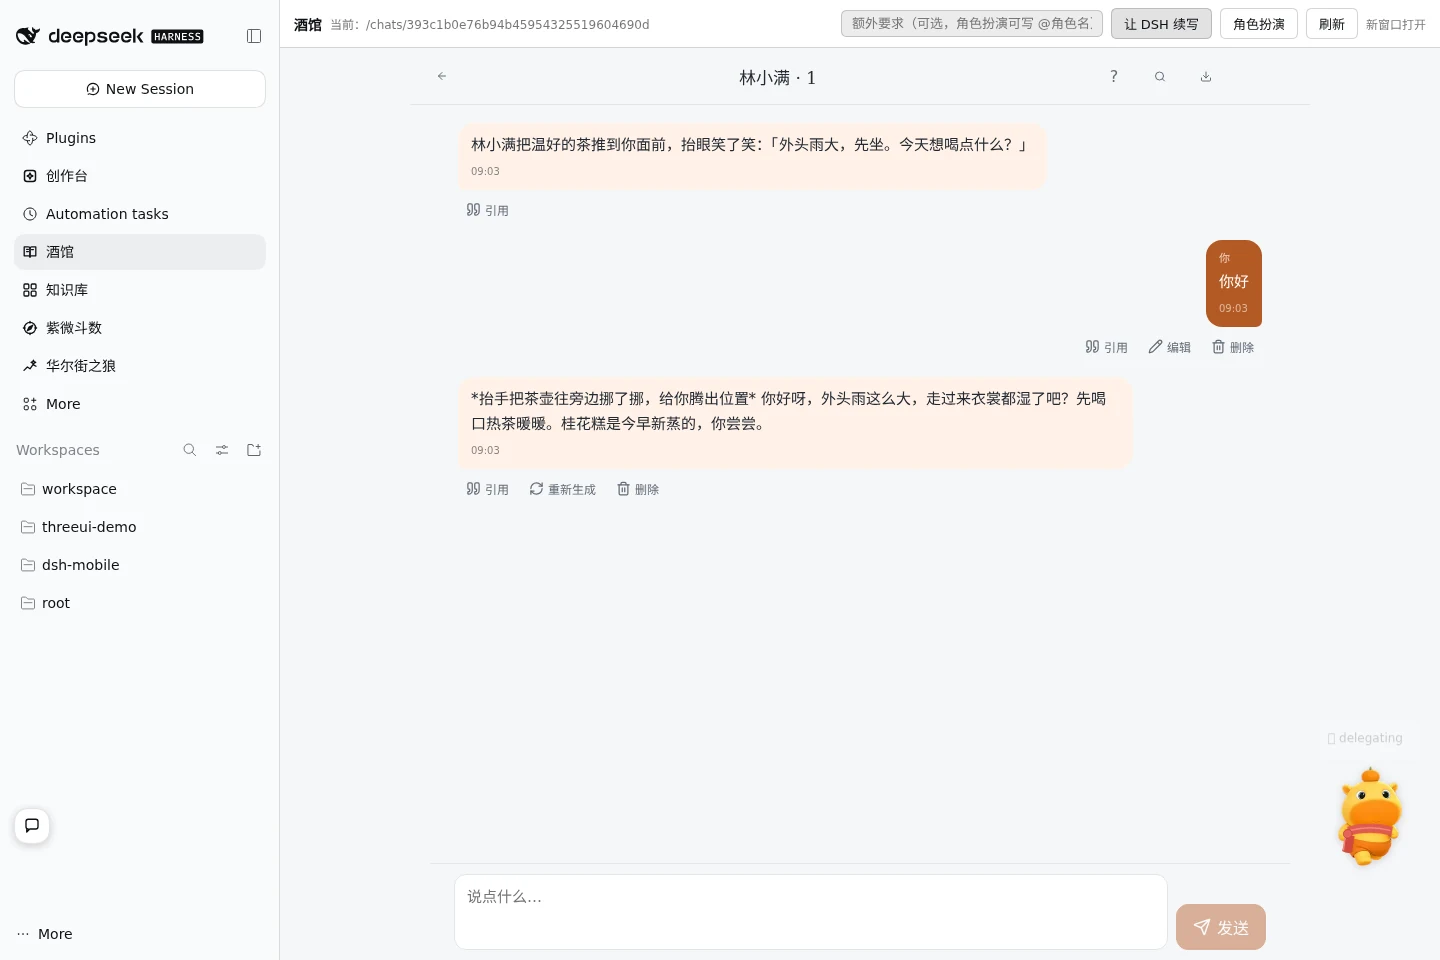 deepseek HARNESS
New Session
Plugins
创作台
Automation tasks
酒馆
知识库
紫微斗数
华尔街之狼
More
Workspaces
workspace
threeui-demo
dsh-mobile
root
More
酒馆 当前：/chats/393c1b0e76b94b45954325519604690d
额外要求（可选，角色扮演可写 @角色名
让 DSH 续写
角色扮演
刷新
新窗口打开
林小满 · 1
?
林小满把温好的茶推到你面前，抬眼笑了笑：「外头雨大，先坐。今天想喝点什么？」
09:03
引用
你
你好
09:03
引用 编辑 删除
*抬手把茶壶往旁边挪了挪，给你腾出位置* 你好呀，外头雨这么大，走过来衣裳都湿了吧？先喝
口热茶暖暖。桂花糕是今早新蒸的，你尝尝。
09:03
引用 重新生成 删除
delegating
说点什么...
发送